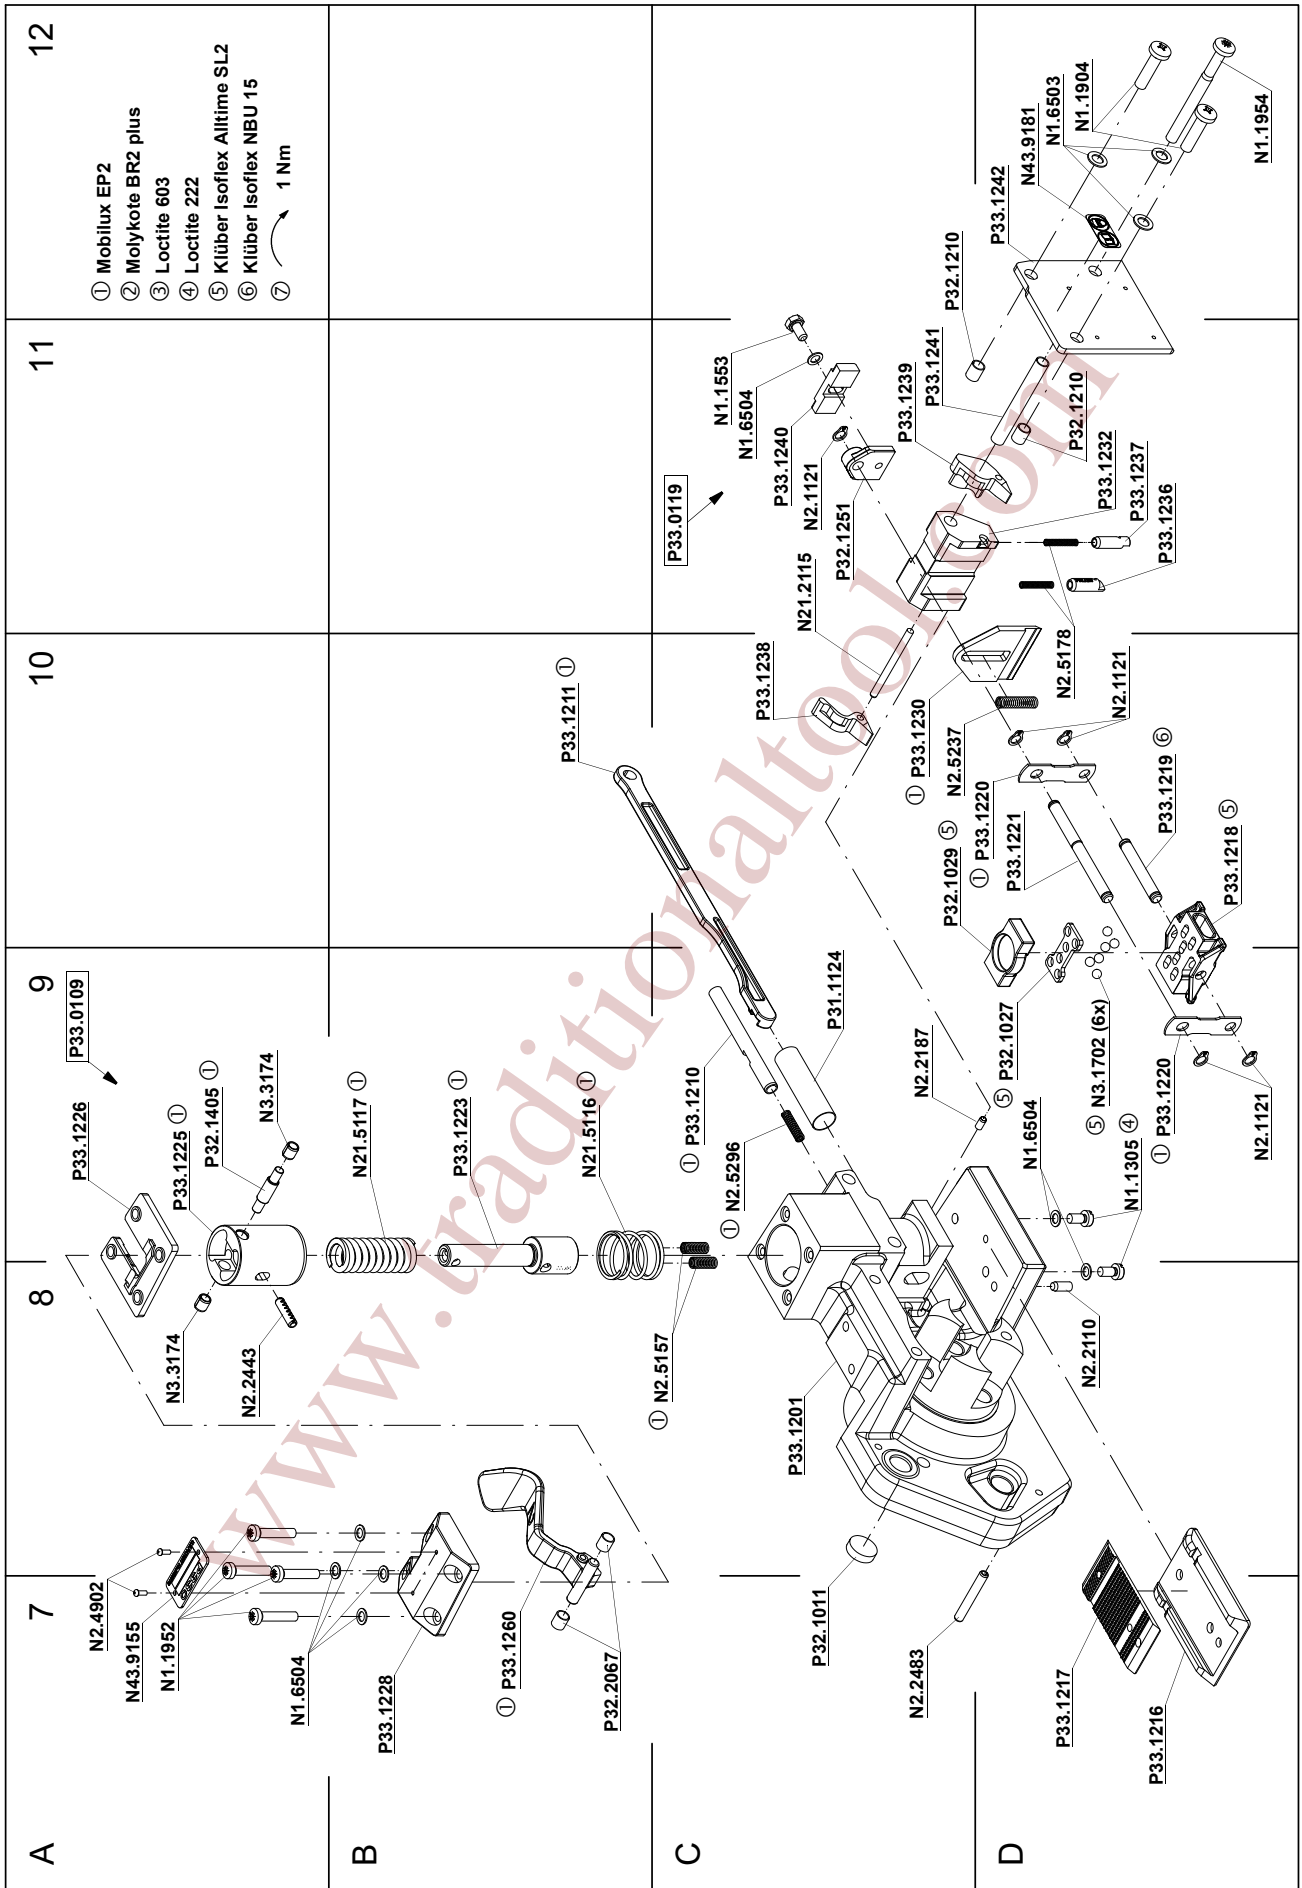 12
11
10
9
8
7
A
B
C
D
① Mobilux EP2
② Molykote BR2 plus
③ Loctite 603
④ Loctite 222
⑤ Klüber Isoflex Alltime SL2
⑥ Klüber Isoflex NBU 15
⑦ 1 Nm
P33.0109
P33.1226
P33.1225 ①
P32.1405 ①
N3.3174
N3.3174
N2.2443
N21.5117 ①
P33.1223 ①
N21.5116 ①
① N2.5157
N2.4902
N43.9155
N1.1952
N1.6504
P33.1228
① P33.1260
P32.2067
P33.1211 ①
P31.1124
① P33.1210
① N2.5296
N2.2187
P33.1201
P32.1011
N2.2483
P33.1217
P33.1216
N2.2110
N1.6504
N1.1305 ④
P33.0119
N1.1553
N1.6504
P33.1240
N2.1121
P32.1251
N21.2115
P33.1238
P33.1239
P33.1241
P32.1210
P32.1210
P33.1232
P33.1237
P33.1236
N2.5178
P33.1242
N43.9181
N1.6503
N1.1904
N1.1954
① P33.1230
N2.5237
N2.1121
① P33.1220
P33.1221
P33.1219 ⑥
P33.1218 ⑤
P32.1029 ⑤
⑤ P32.1027
⑤ N3.1702 (6x)
① P33.1220
N2.1121
www.traditionaltool.com